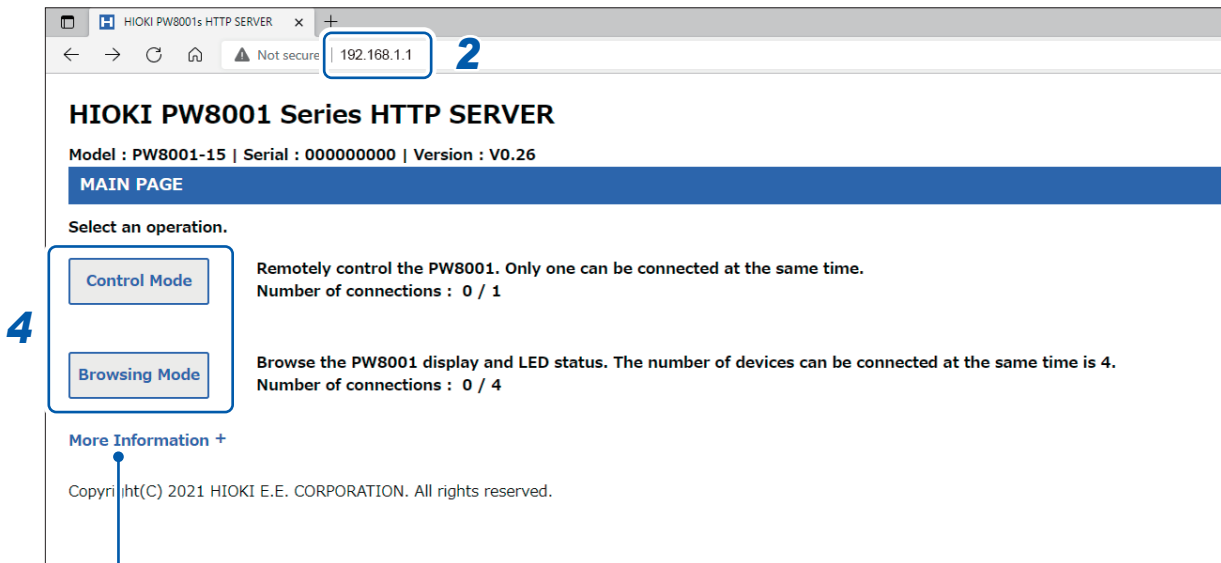 HIOKI PW8001s HTTP SERVER
Not secure 192.168.1.1
2
HIOKI PW8001 Series HTTP SERVER
Model : PW8001-15 | Serial : 000000000 | Version : V0.26
MAIN PAGE
Select an operation.
4
Control Mode
Remotely control the PW8001. Only one can be connected at the same time.
Number of connections : 0 / 1
Browsing Mode
Browse the PW8001 display and LED status. The number of devices can be connected at the same time is 4.
Number of connections : 0 / 4
More Information +
Copyright(C) 2021 HIOKI E.E. CORPORATION. All rights reserved.